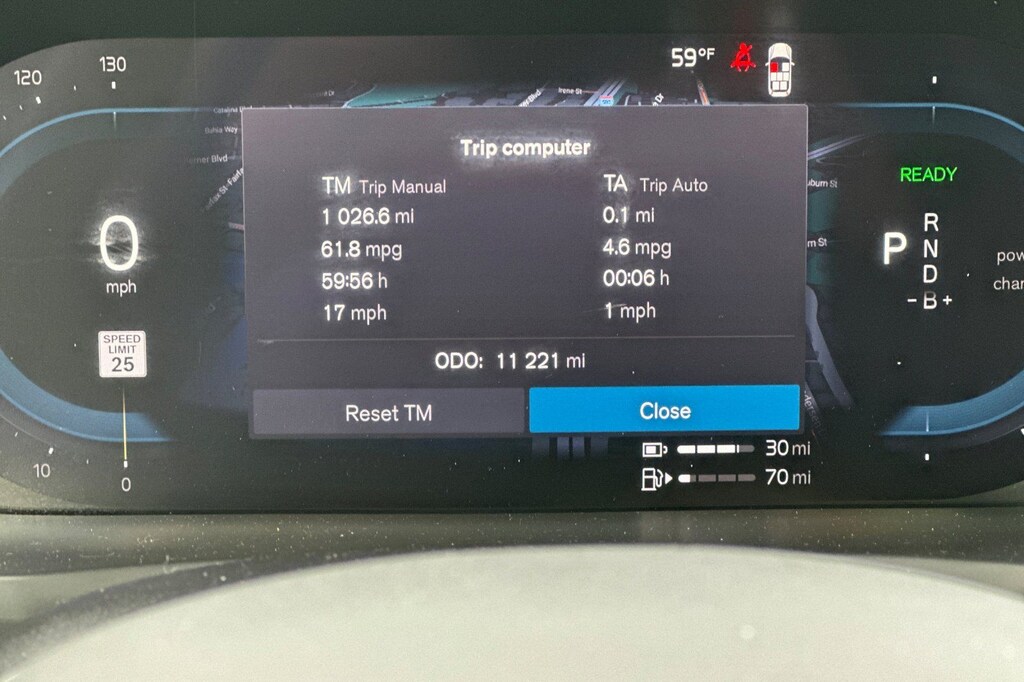 59°F
120
130
Irene St
Trip computer
TM Trip Manual
TA Trip Auto
1 026.6 mi
0.1 mi
61.8 mpg
4.6 mpg
59:56 h
00:06 h
17 mph
1 mph
ODO: 11 221 mi
Reset TM
Close
0
mph
SPEED
LIMIT
25
10
0
READY
P
R
N
D
- B +
30 mi
70 mi